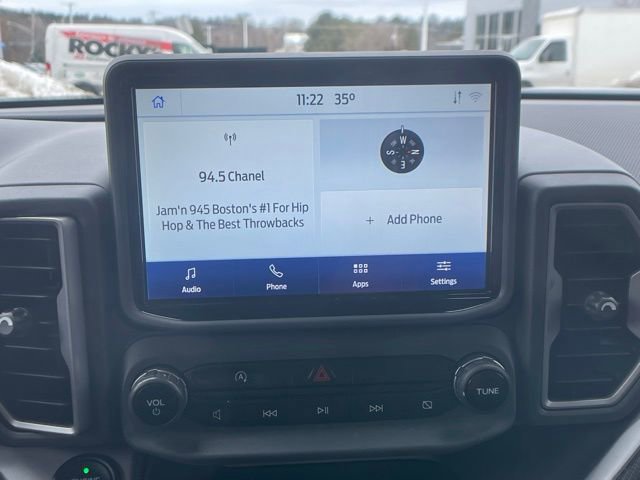 ROCKY'S
11:22 35°
94.5 Chanel
Jam'n 945 Boston's #1 For Hip
Hop & The Best Throwbacks
W
S N
E
+ Add Phone
Audio
Phone
Apps
Settings
VOL
TUNE